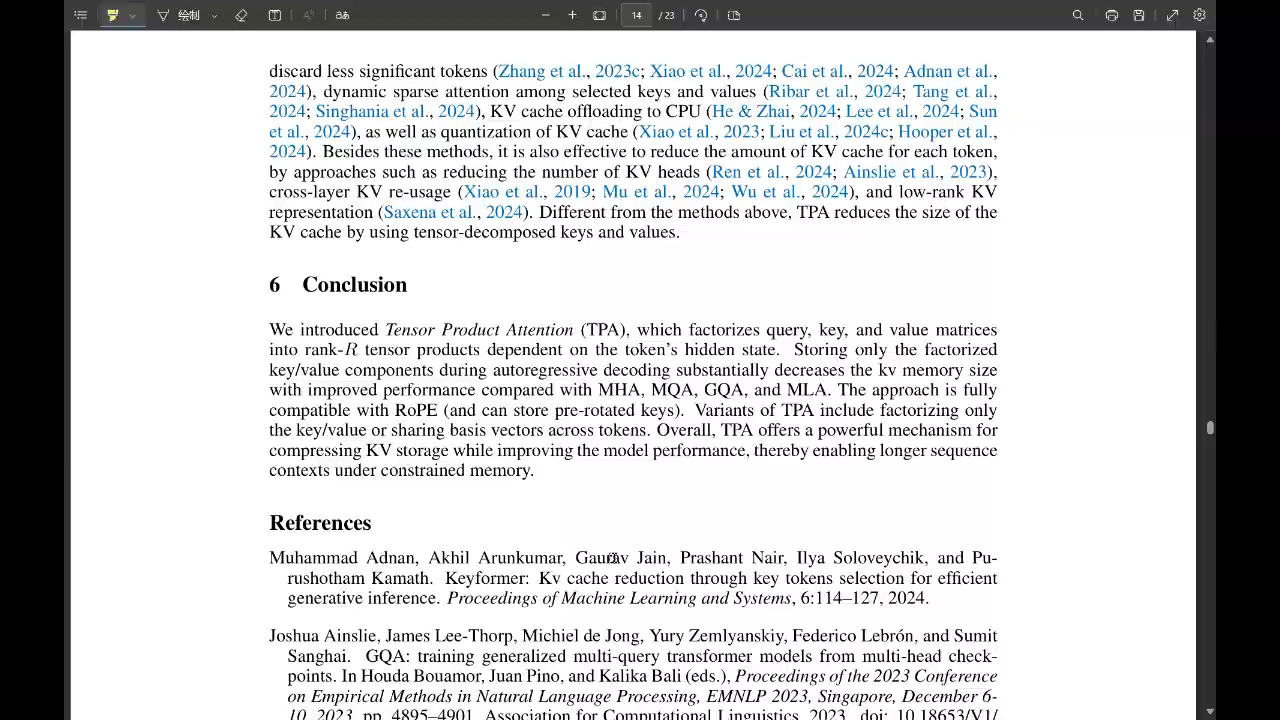 绘制
14 / 23
discard less significant tokens (Zhang et al., 2023c; Xiao et al., 2024; Cai et al., 2024; Adnan et al.,
2024), dynamic sparse attention among selected keys and values (Ribar et al., 2024; Tang et al.,
2024; Singhania et al., 2024), KV cache offloading to CPU (He & Zhai, 2024; Lee et al., 2024; Sun
et al., 2024), as well as quantization of KV cache (Xiao et al., 2023; Liu et al., 2024c; Hooper et al.,
2024). Besides these methods, it is also effective to reduce the amount of KV cache for each token,
by approaches such as reducing the number of KV heads (Ren et al., 2024; Ainslie et al., 2023),
cross-layer KV re-usage (Xiao et al., 2019; Mu et al., 2024; Wu et al., 2024), and low-rank KV
representation (Saxena et al., 2024). Different from the methods above, TPA reduces the size of the
KV cache by using tensor-decomposed keys and values.
6 Conclusion
We introduced Tensor Product Attention (TPA), which factorizes query, key, and value matrices
into rank-R tensor products dependent on the token's hidden state. Storing only the factorized
key/value components during autoregressive decoding substantially decreases the kv memory size
with improved performance compared with MHA, MQA, GQA, and MLA. The approach is fully
compatible with RoPE (and can store pre-rotated keys). Variants of TPA include factorizing only
the key/value or sharing basis vectors across tokens. Overall, TPA offers a powerful mechanism for
compressing KV storage while improving the model performance, thereby enabling longer sequence
contexts under constrained memory.
References
Muhammad Adnan, Akhil Arunkumar, Gaurav Jain, Prashant Nair, Ilya Soloveychik, and Pu-
rushotham Kamath. Keyformer: Kv cache reduction through key tokens selection for efficient
generative inference. Proceedings of Machine Learning and Systems, 6:114–127, 2024.
Joshua Ainslie, James Lee-Thorp, Michiel de Jong, Yury Zemlyanskiy, Federico Lebrón, and Sumit
Sanghai. GQA: training generalized multi-query transformer models from multi-head check-
points. In Houda Bouamor, Juan Pino, and Kalika Bali (eds.), Proceedings of the 2023 Conference
on Empirical Methods in Natural Language Processing, EMNLP 2023, Singapore, December 6-
10, 2023, pp. 4895–4901. Association for Computational Linguistics, 2023. doi: 10.18653/V1/